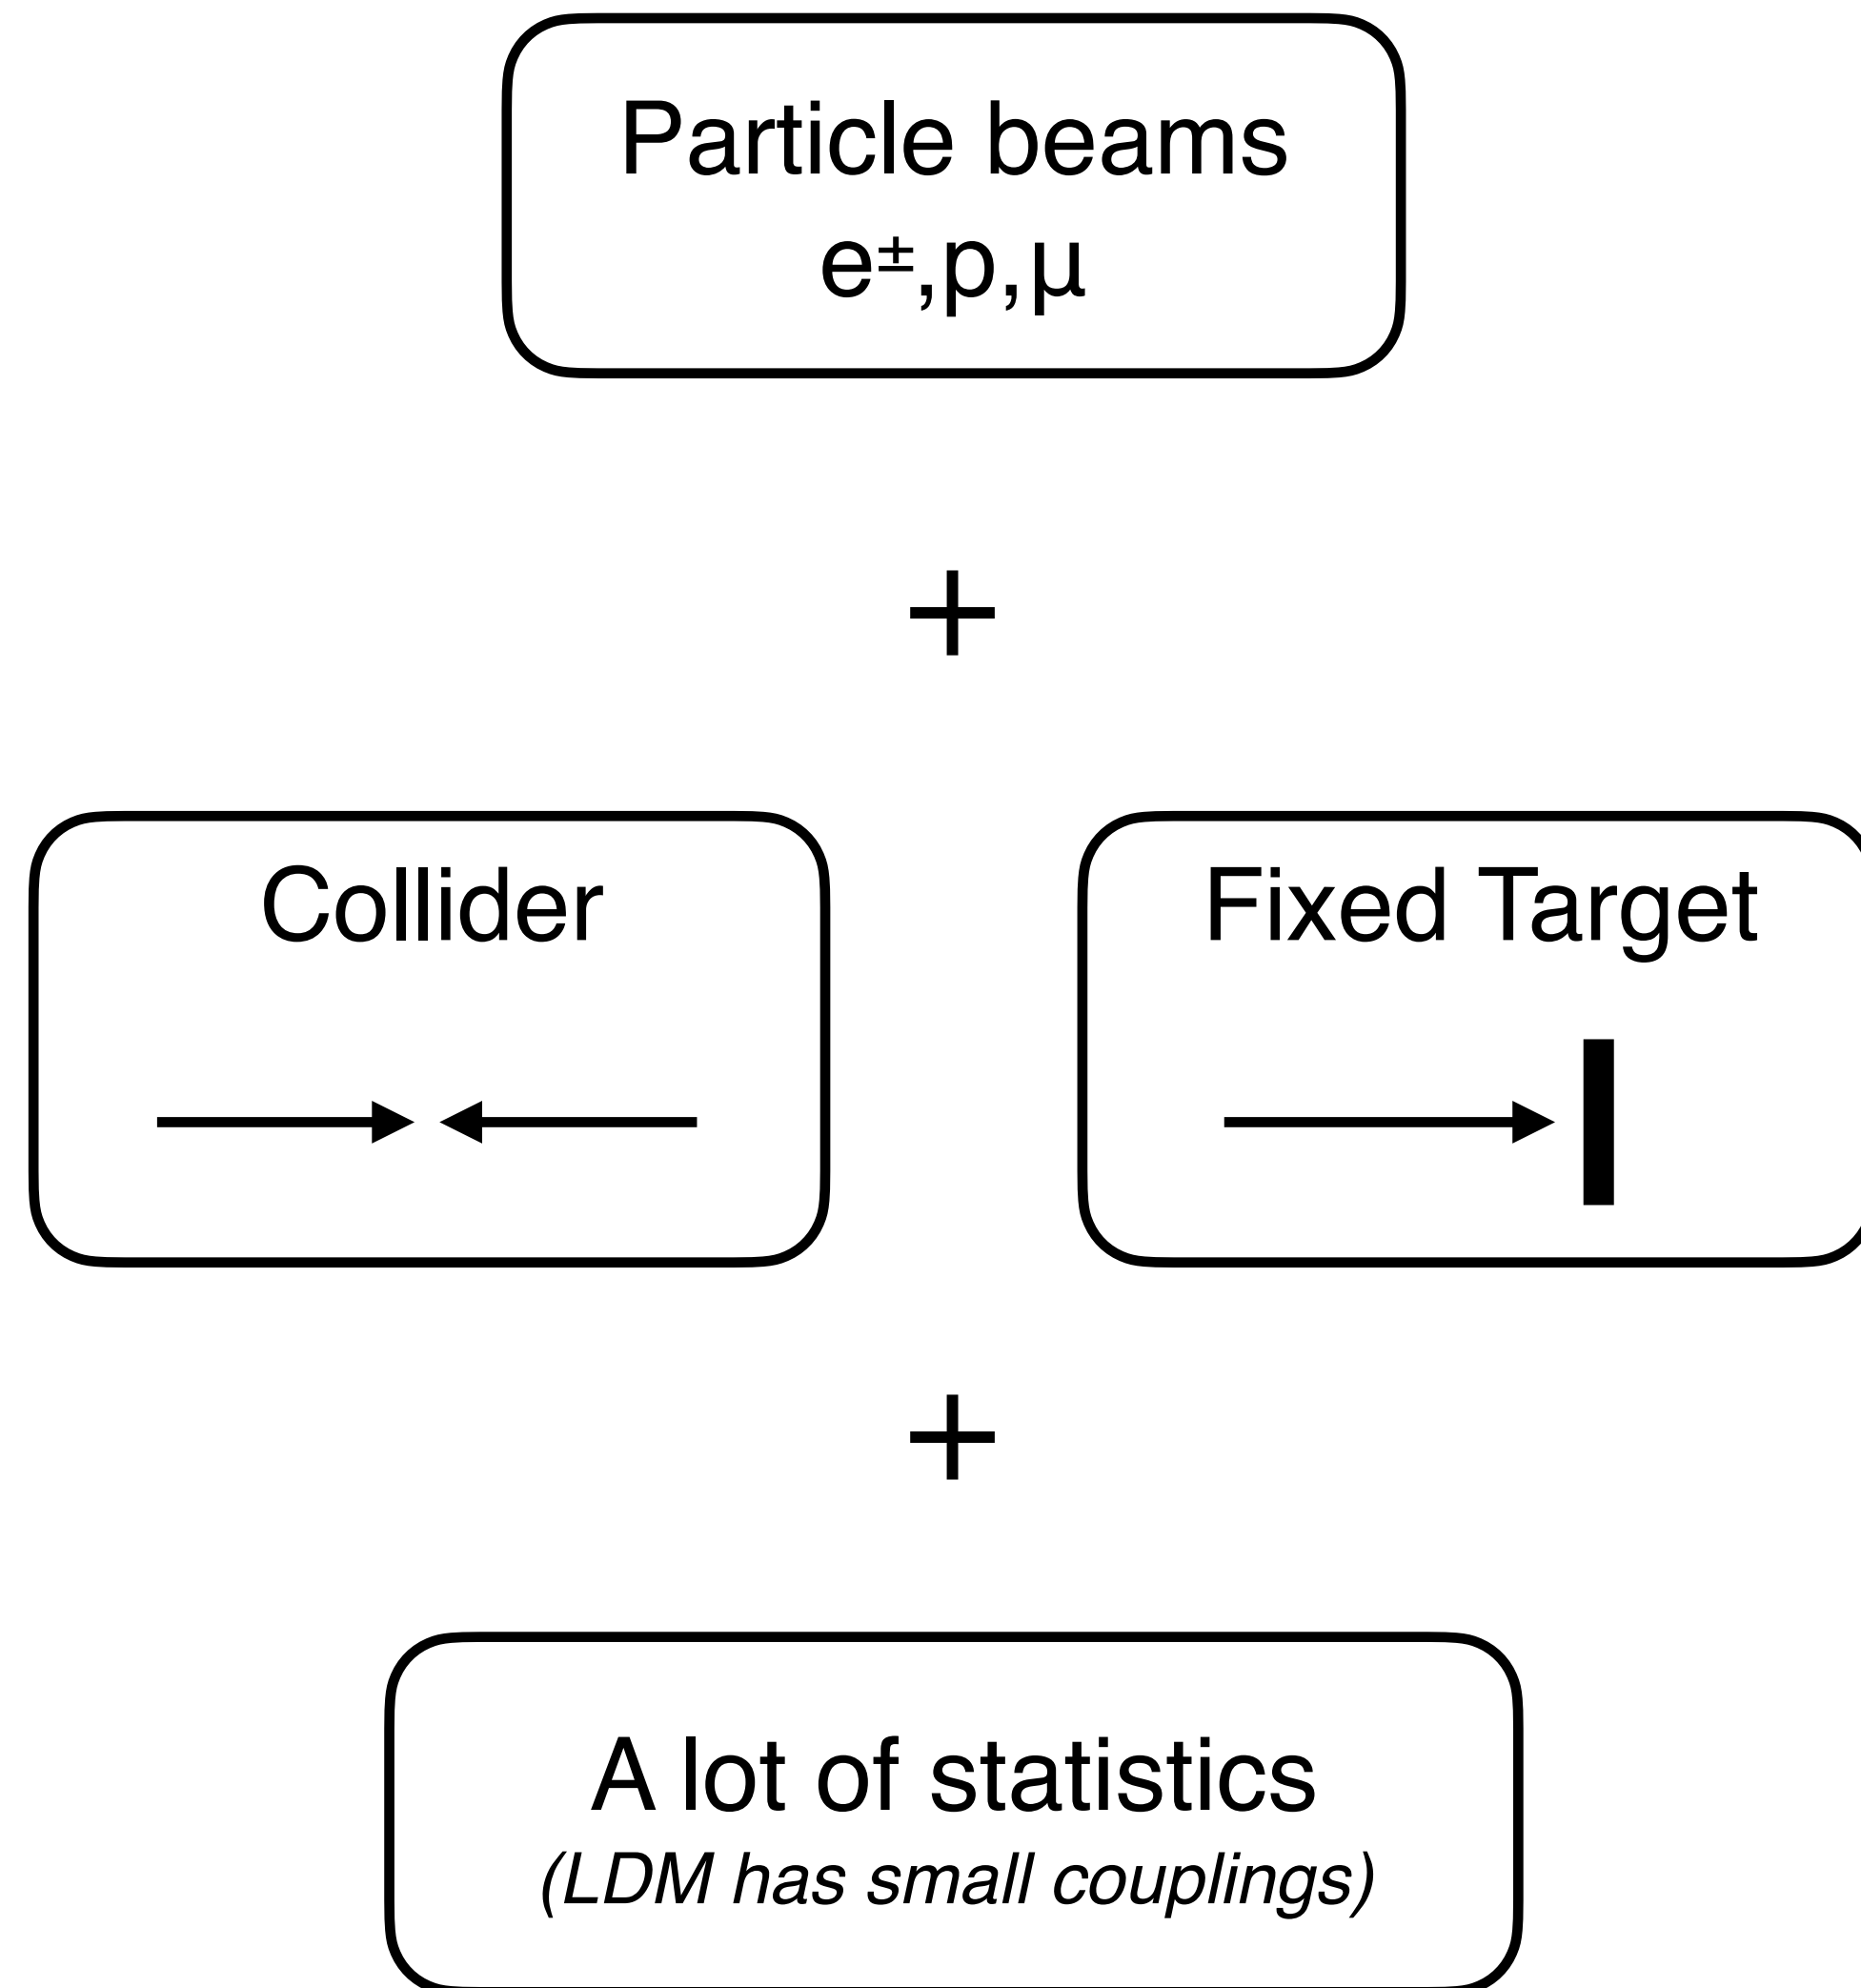 Particle beams
e±,p,µ
+
Collider
Fixed Target
+
A lot of statistics
(LDM has small couplings)